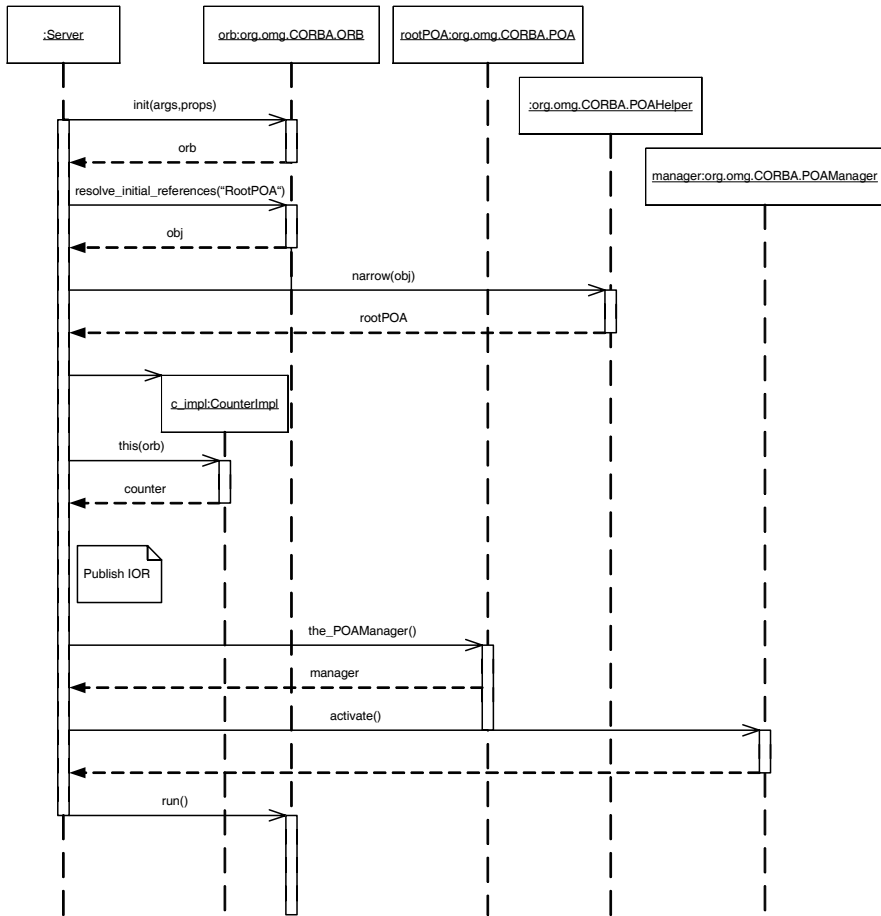 :Server
orb:org.omg.CORBA.ORB
rootPOA:org.omg.CORBA.POA
:org.omg.CORBA.POAHelper
manager:org.omg.CORBA.POAManager
init(args,props)
orb
resolve_initial_references("RootPOA")
obj
narrow(obj)
rootPOA
c_impl:CounterImpl
this(orb)
counter
Publish IOR
the_POAManager()
manager
activate()
run()